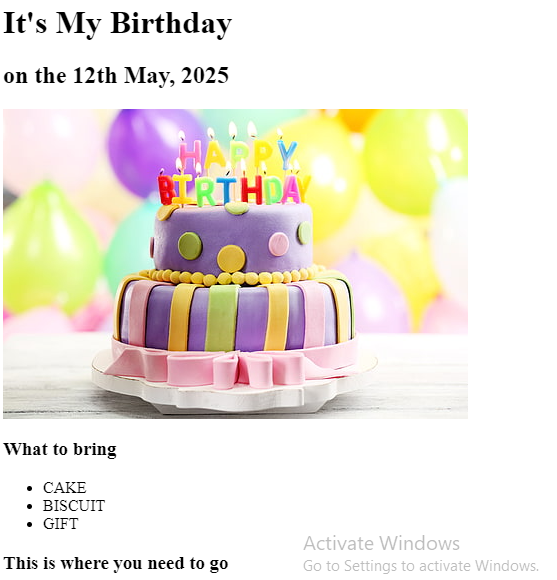 It's My Birthday
on the 12th May, 2025
HAPPY
BIRTHDAY
What to bring
CAKE
BISCUIT
GIFT
This is where you need to go
Activate Windows
Go to Settings to activate Windows.